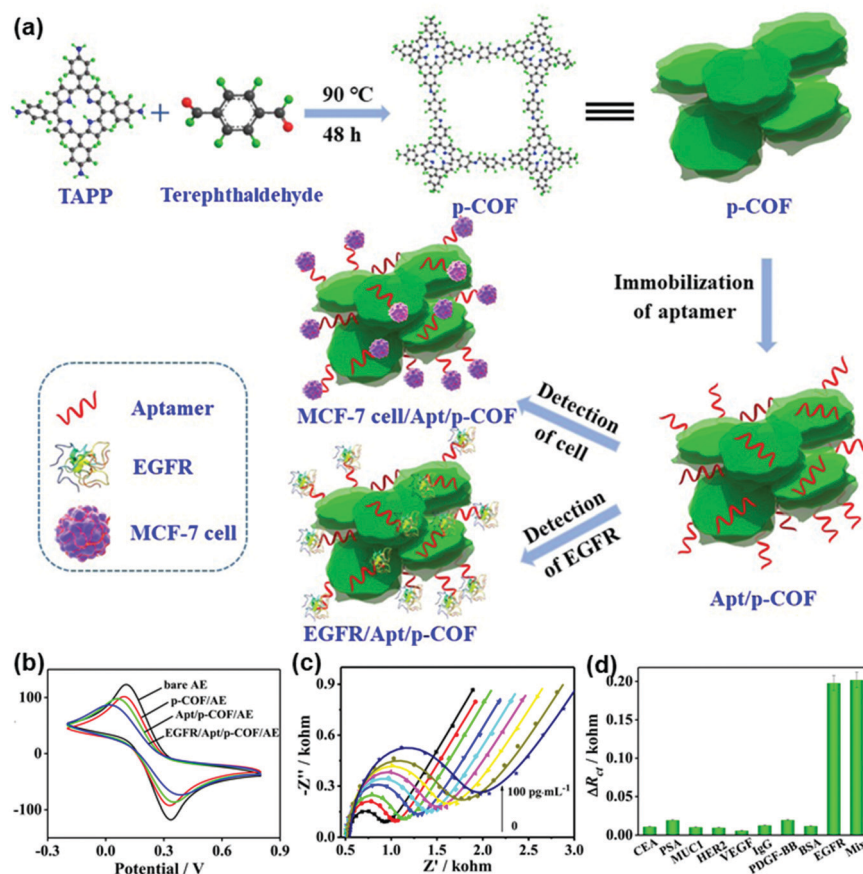 (a)
90 °C
48 h
TAPP
Terephthaldehyde
p-COF
p-COF
Immobilization
of aptamer
MCF-7 cell/Apt/p-COF
Detection
of cell
Aptamer
EGFR
MCF-7 cell
Detection
of EGFR
EGFR/Apt/p-COF
Apt/p-COF
(b)
bare AE
p-COF/AE
Apt/p-COF/AE
EGFR/Apt/p-COF/AE
100
50
0
-50
-100
-0.3 0.0 0.3 0.6 0.9
Potential / V
(c)
-Z'' / kohm
0.9
0.6
0.3
0.0
100 pg·mL⁻¹
0
0.5 1.0 1.5 2.0 2.5 3.0
Z' / kohm
(d)
ΔRct / kohm
0.20
0.15
0.10
0.05
0.00
CEA PSA MUC1 HER2 VEGF IgG PDGF-BB BSA EGFR Mix